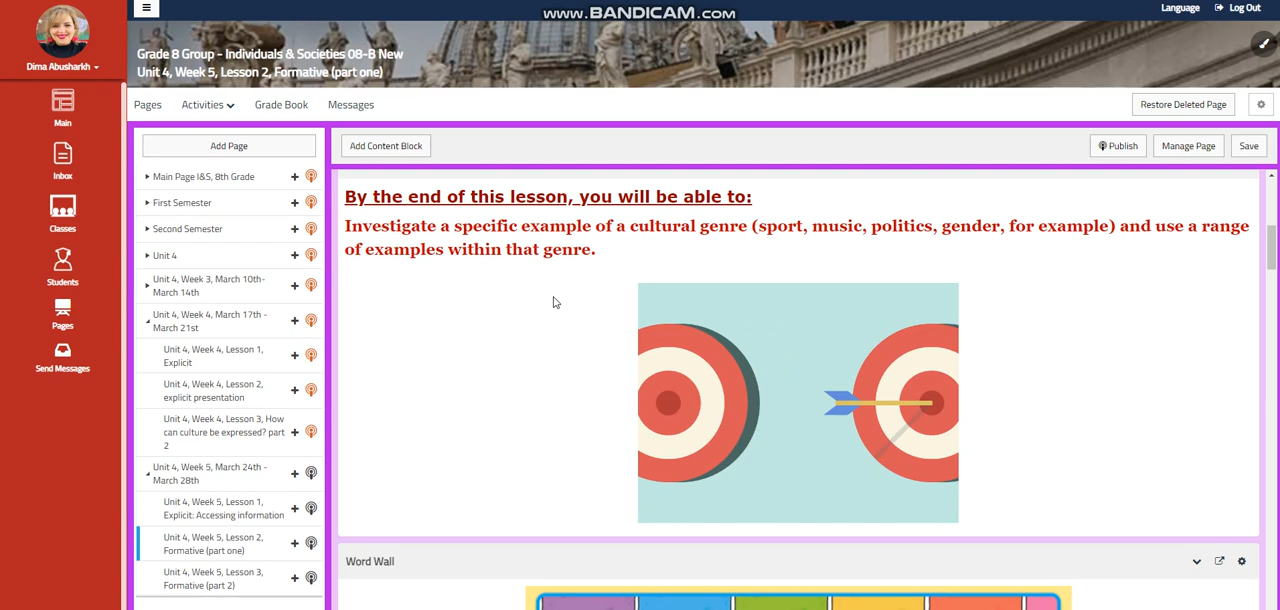 www.BANDICAM.com
Language Log Out
Dima Abusharkh
Grade 8 Group - Individuals & Societies 08-B New
Unit 4, Week 5, Lesson 2, Formative (part one)
Pages Activities Grade Book Messages Restore Deleted Page
Main
Inbox
Classes
Students
Pages
Send Messages
Add Page
Main Page I&S, 8th Grade
First Semester
Second Semester
Unit 4
Unit 4, Week 3, March 10th-
March 14th
Unit 4, Week 4, March 17th -
March 21st
Unit 4, Week 4, Lesson 1,
Explicit
Unit 4, Week 4, Lesson 2,
explicit presentation
Unit 4, Week 4, Lesson 3, How
can culture be expressed? part
2
Unit 4, Week 5, March 24th -
March 28th
Unit 4, Week 5, Lesson 1,
Explicit: Accessing information
Unit 4, Week 5, Lesson 2,
Formative (part one)
Unit 4, Week 5, Lesson 3,
Formative (part 2)
Add Content Block Publish Manage Page Save
By the end of this lesson, you will be able to:
Investigate a specific example of a cultural genre (sport, music, politics, gender, for example) and use a range
of examples within that genre.
Word Wall